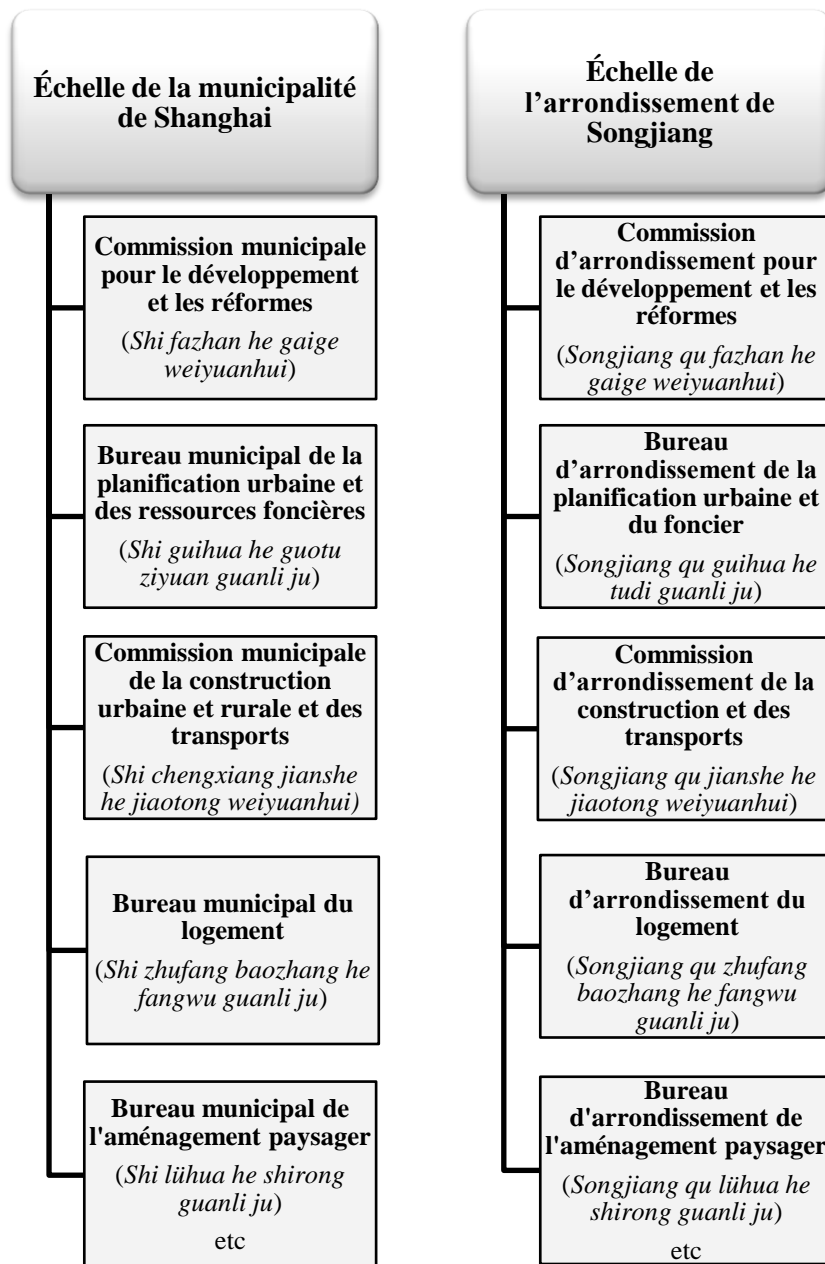 Échelle de la municipalité
de Shanghai
Commission municipale
pour le développement
et les réformes
(Shi fazhan he gaige
weiyuanhui)
Bureau municipal de la
planification urbaine et
des ressources foncières
(Shi guihua he guotu
ziyuan guanli ju)
Commission municipale
de la construction
urbaine et rurale et des
transports
(Shi chengxiang jianshe
he jiaotong weiyuanhui)
Bureau municipal du
logement
(Shi zhufang baozhang he
fangwu guanli ju)
Bureau municipal de
l'aménagement paysager
(Shi lühua he shirong
guanli ju)
etc
Échelle de
l’arrondissement de
Songjiang
Commission
d’arrondissement pour
le développement et les
réformes
(Songjiang qu fazhan he
gaige weiyuanhui)
Bureau
d’arrondissement de la
planification urbaine et
du foncier
(Songjiang qu guihua he
tudi guanli ju)
Commission
d’arrondissement de la
construction et des
transports
(Songjiang qu jianshe he
jiaotong weiyuanhui)
Bureau
d’arrondissement du
logement
(Songjiang qu zhufang
baozhang he fangwu
guanli ju)
Bureau
d'arrondissement de
l'aménagement paysager
(Songjiang qu lühua he
shirong guanli ju)
etc